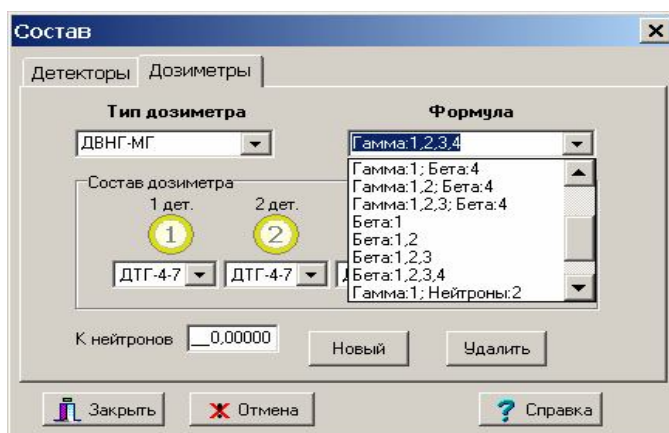 Состав
Детекторы Дозиметры
Тип дозиметра Формула
ДВНГ-МГ Гамма:1,2,3,4
Гамма:1; Бета:4
Гамма:1,2; Бета:4
Гамма:1,2,3; Бета:4
Бета:1
Бета:1,2
Бета:1,2,3
Бета:1,2,3,4
Гамма:1; Нейтроны:2
Состав дозиметра
1 дет. 2 дет.
1 2
ДТГ-4-7 ДТГ-4-7
К нейтронов __0,00000 Новый Удалить
Закрыть Отмена ? Справка